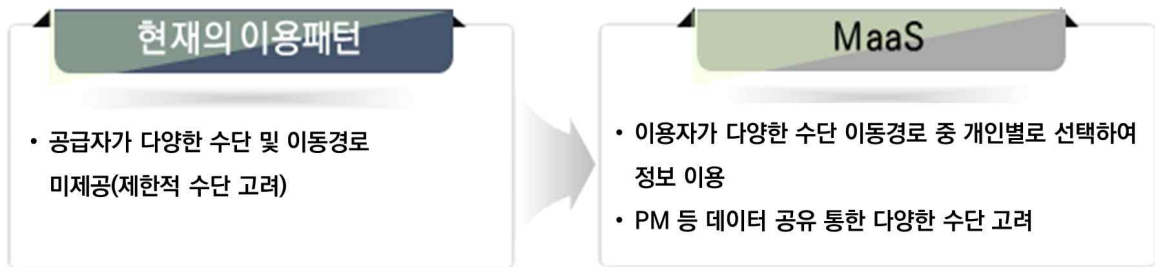 현재의 이용패턴
• 공급자가 다양한 수단 및 이동경로
미제공(제한적 수단 고려)
MaaS
• 이용자가 다양한 수단 이동경로 중 개인별로 선택하여
정보 이용
• PM 등 데이터 공유 통한 다양한 수단 고려